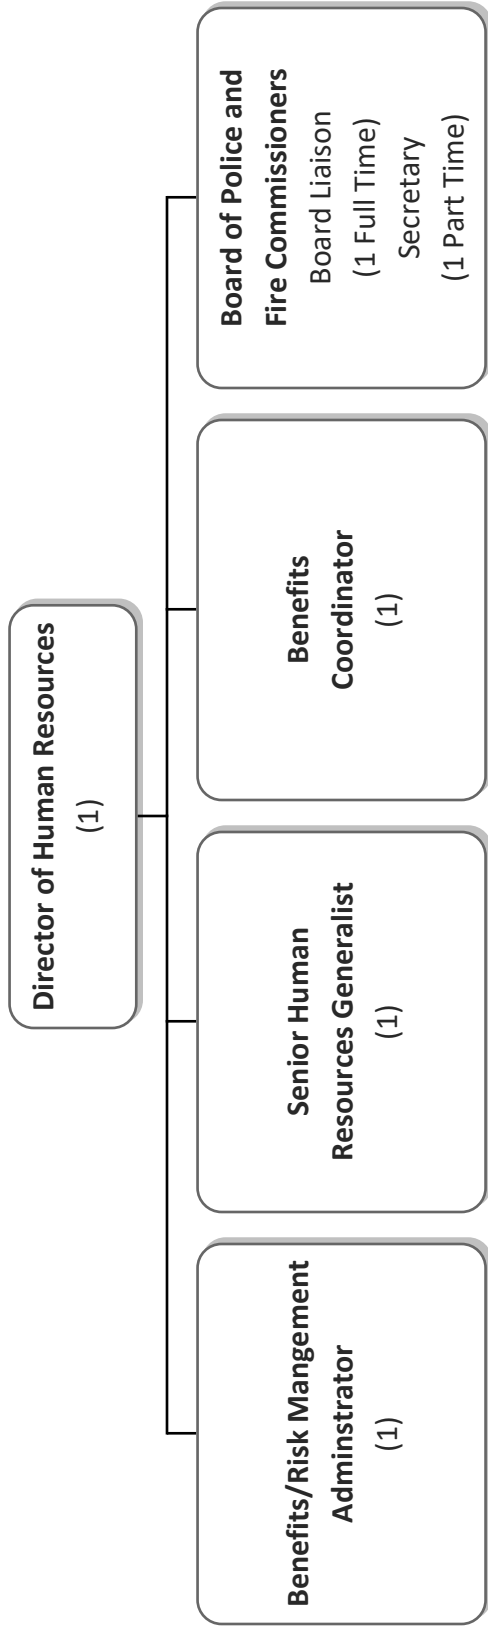 Director of Human Resources
(1)
Benefits/Risk Mangement
Adminstrator
(1)
Senior Human
Resources Generalist
(1)
Benefits
Coordinator
(1)
Board of Police and
Fire Commissioners
Board Liaison
(1 Full Time)
Secretary
(1 Part Time)